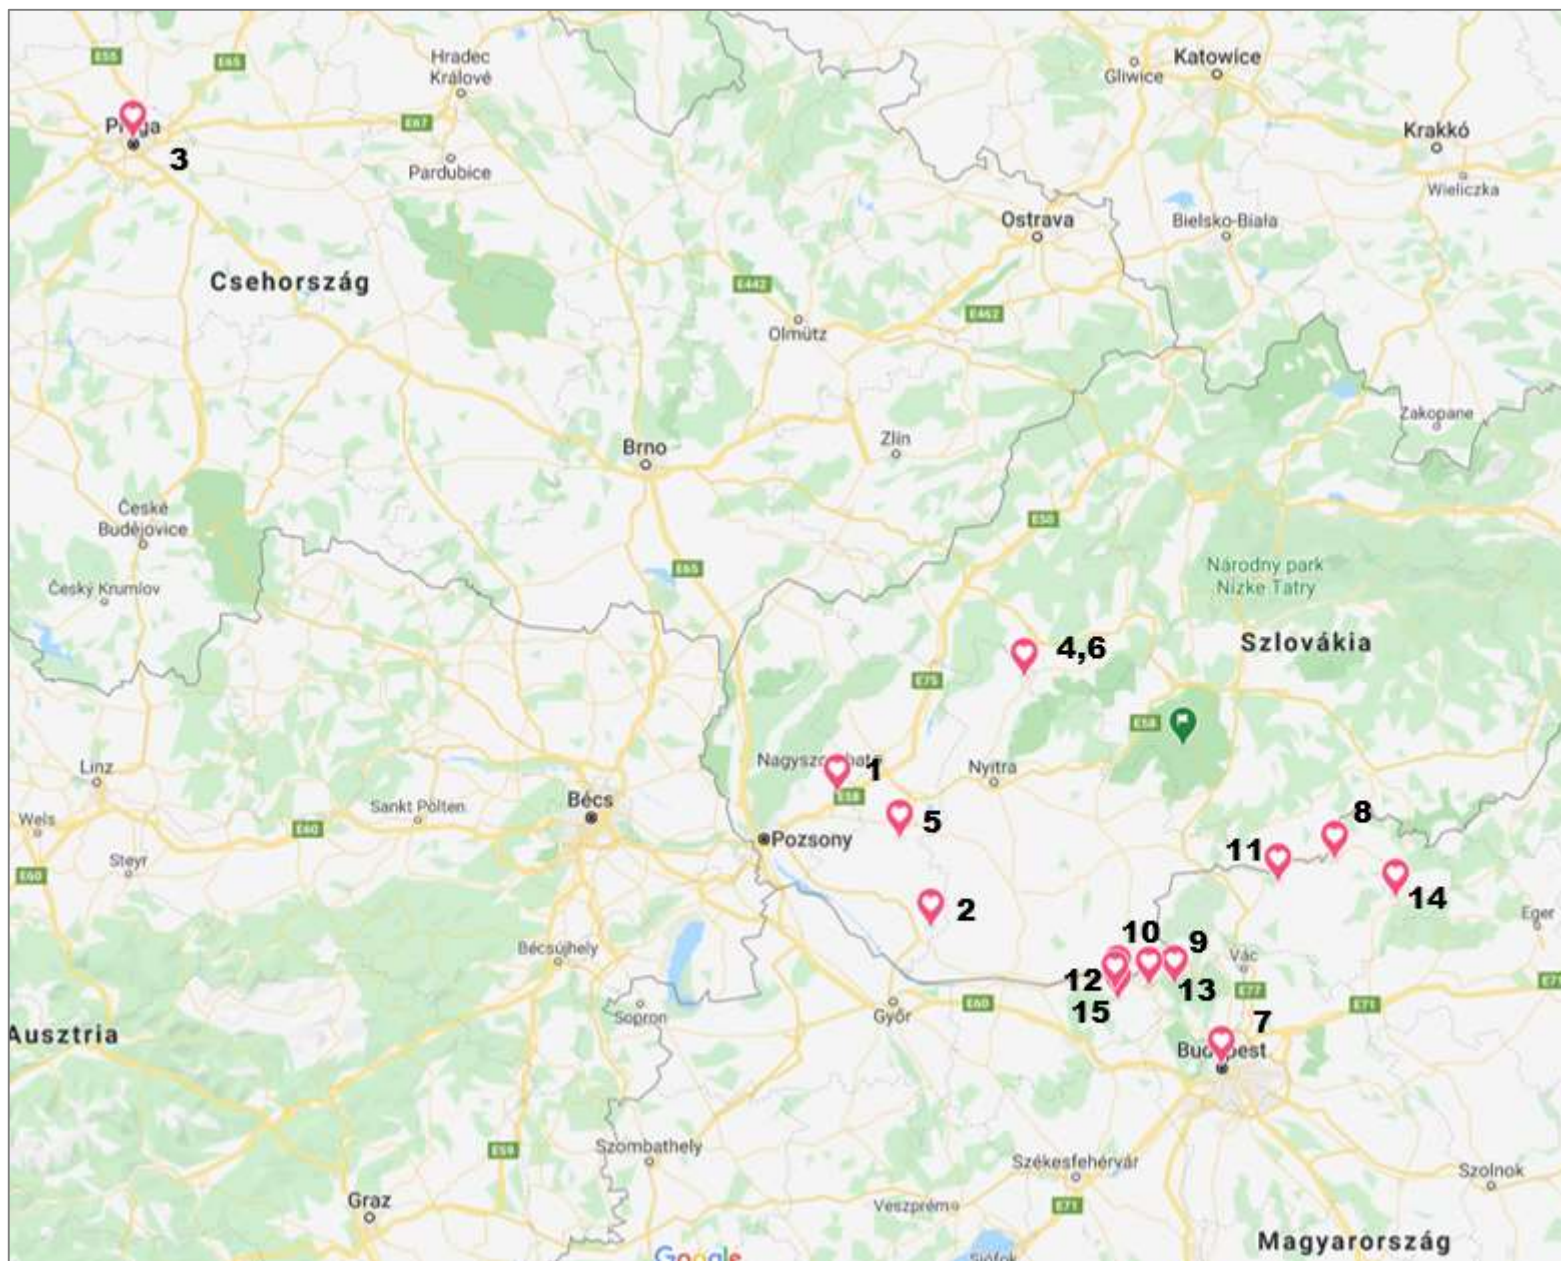 E55
E65
Hradec
Králové
Katowice
Gliwice
Praga
E67
3
Pardubice
Krakkó
Wieliczka
Ostrava
Bielsko-Biała
Csehország
E442
E462
Olmütz
Zakopane
Brno
Zlín
České
Budějovice
E50
E65
Národny park
Nízke Tatry
Český Krumlov
4,6
Szlovákia
E75
E58
Nagyszombat
1
Nyitra
Linz
E58
Sankt Pölten
Bécs
Wels
E60
5
8
Pozsony
Steyr
11
E60
14
2
Eger
10
9
Bécsújhely
Vác
12
13
E77
E60
E71
15
Sopron
Győr
7
Ausztria
Budapest
E59
Szombathely
Székesfehérvár
Szolnok
Graz
Veszprém
E71
Magyarország
Google
Siófok